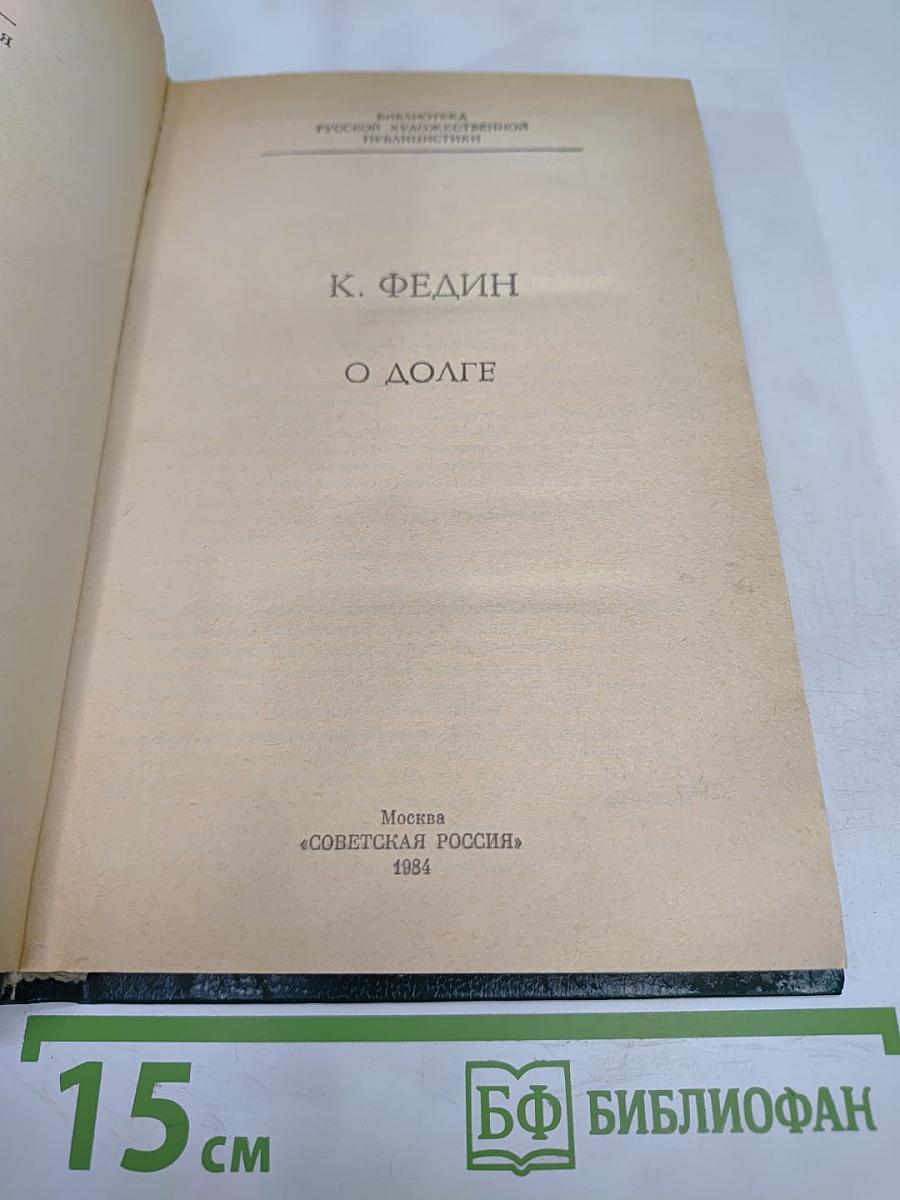 я
БИБЛИОТЕКА
РУССКОЙ ХУДОЖЕСТВЕННОЙ
ПУБЛИЦИСТИКИ
К. ФЕДИН
О ДОЛГЕ
Москва
«СОВЕТСКАЯ РОССИЯ»
1984
15 см
БФ БИБЛИОФАН